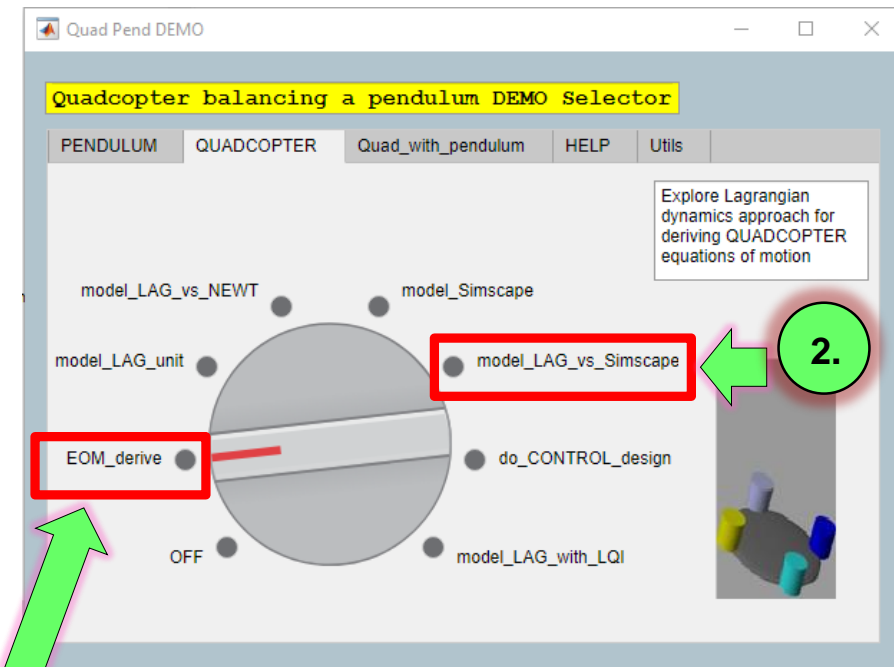 Quad Pend DEMO
Quadcopter balancing a pendulum DEMO Selector
PENDULUM QUADCOPTER Quad_with_pendulum HELP Utils
Explore Lagrangian
dynamics approach for
deriving QUADCOPTER
equations of motion
model_LAG_vs_NEWT
model_Simscape
model_LAG_unit
model_LAG_vs_Simscape
2.
EOM_derive
do_CONTROL_design
OFF
model_LAG_with_LQI